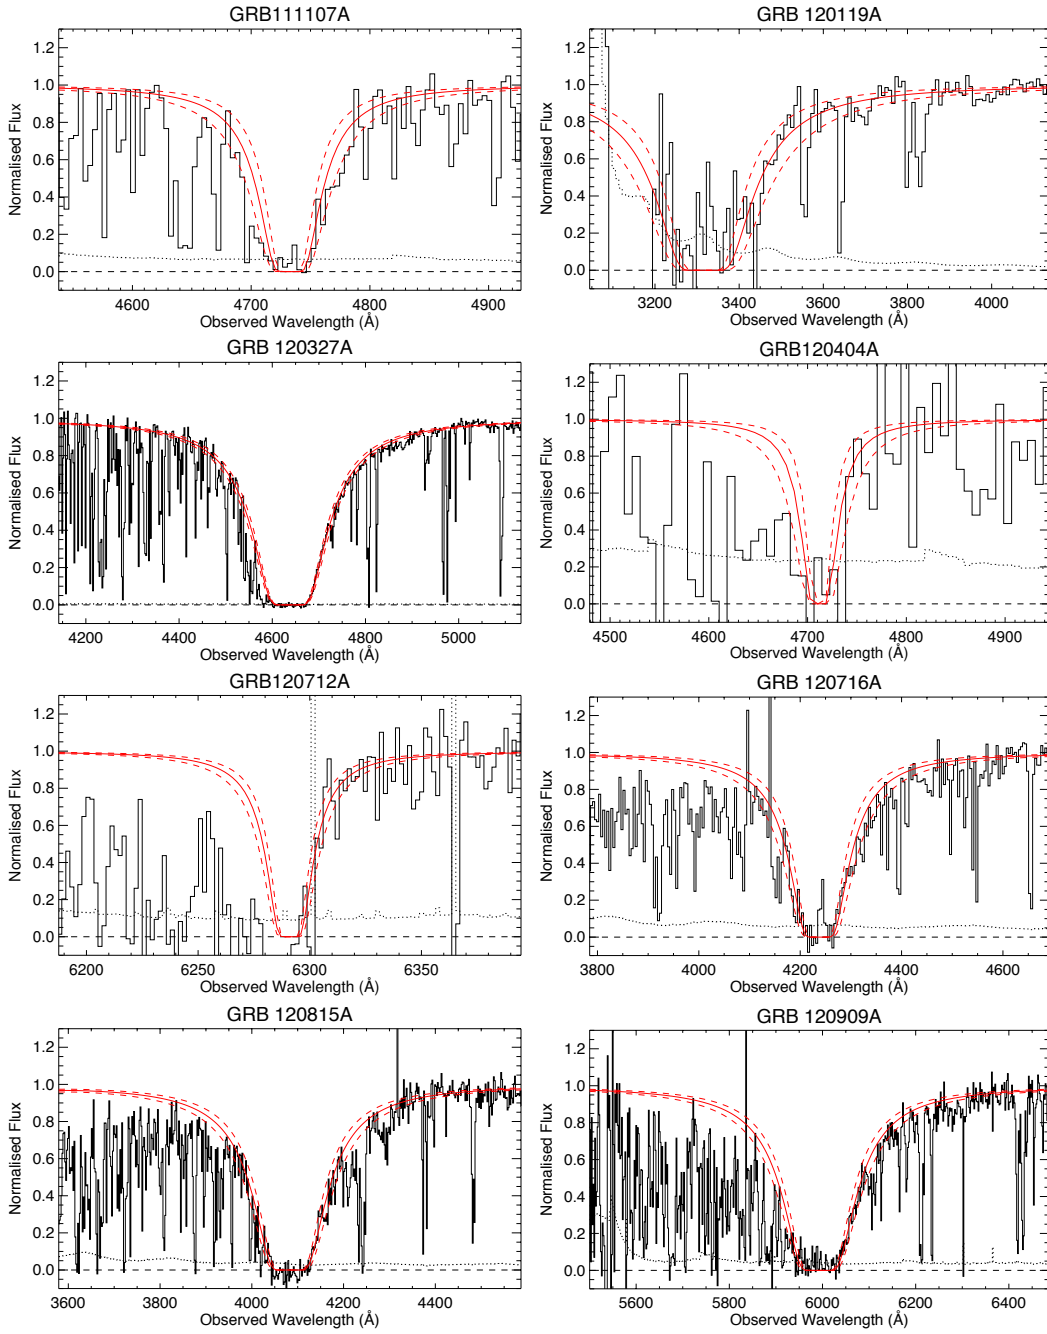 GRB111107A
Normalised Flux
1.2
1.0
0.8
0.6
0.4
0.2
0.0
4600 4700 4800 4900
Observed Wavelength (Å)
GRB 120119A
Normalised Flux
1.2
1.0
0.8
0.6
0.4
0.2
0.0
3200 3400 3600 3800 4000
Observed Wavelength (Å)
GRB 120327A
Normalised Flux
1.2
1.0
0.8
0.6
0.4
0.2
0.0
4200 4400 4600 4800 5000
Observed Wavelength (Å)
GRB120404A
Normalised Flux
1.2
1.0
0.8
0.6
0.4
0.2
0.0
4500 4600 4700 4800 4900
Observed Wavelength (Å)
GRB120712A
Normalised Flux
1.2
1.0
0.8
0.6
0.4
0.2
0.0
6200 6250 6300 6350
Observed Wavelength (Å)
GRB 120716A
Normalised Flux
1.2
1.0
0.8
0.6
0.4
0.2
0.0
3800 4000 4200 4400 4600
Observed Wavelength (Å)
GRB 120815A
Normalised Flux
1.2
1.0
0.8
0.6
0.4
0.2
0.0
3600 3800 4000 4200 4400
Observed Wavelength (Å)
GRB 120909A
Normalised Flux
1.2
1.0
0.8
0.6
0.4
0.2
0.0
5600 5800 6000 6200 6400
Observed Wavelength (Å)